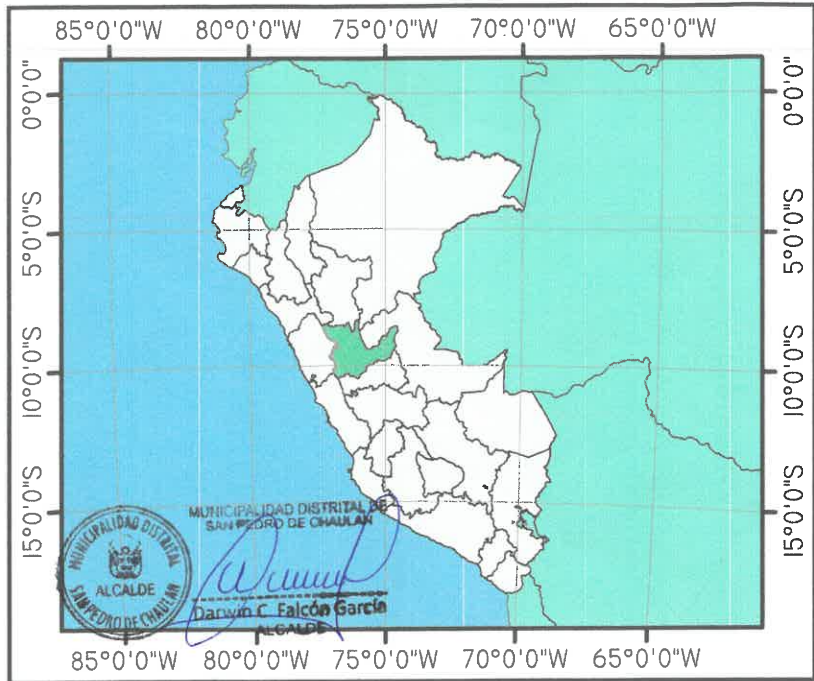 85°0'0"W 80°0'0"W 75°0'0"W 70°0'0"W 65°0'0"W
0°0'0"
5°0'0"S
10°0'0"S
15°0'0"S
0°0'0"
5°0'0"S
10°0'0"S
15°0'0"S
MUNICIPALIDAD DISTRITAL DE
SAN PEDRO DE CHAULAN
MUNICIPALIDAD DISTRITAL
ALCALDE
SAN PEDRO DE CHAULAN
Darwin C. Falcón García
ALCALDE
85°0'0"W 80°0'0"W 75°0'0"W 70°0'0"W 65°0'0"W